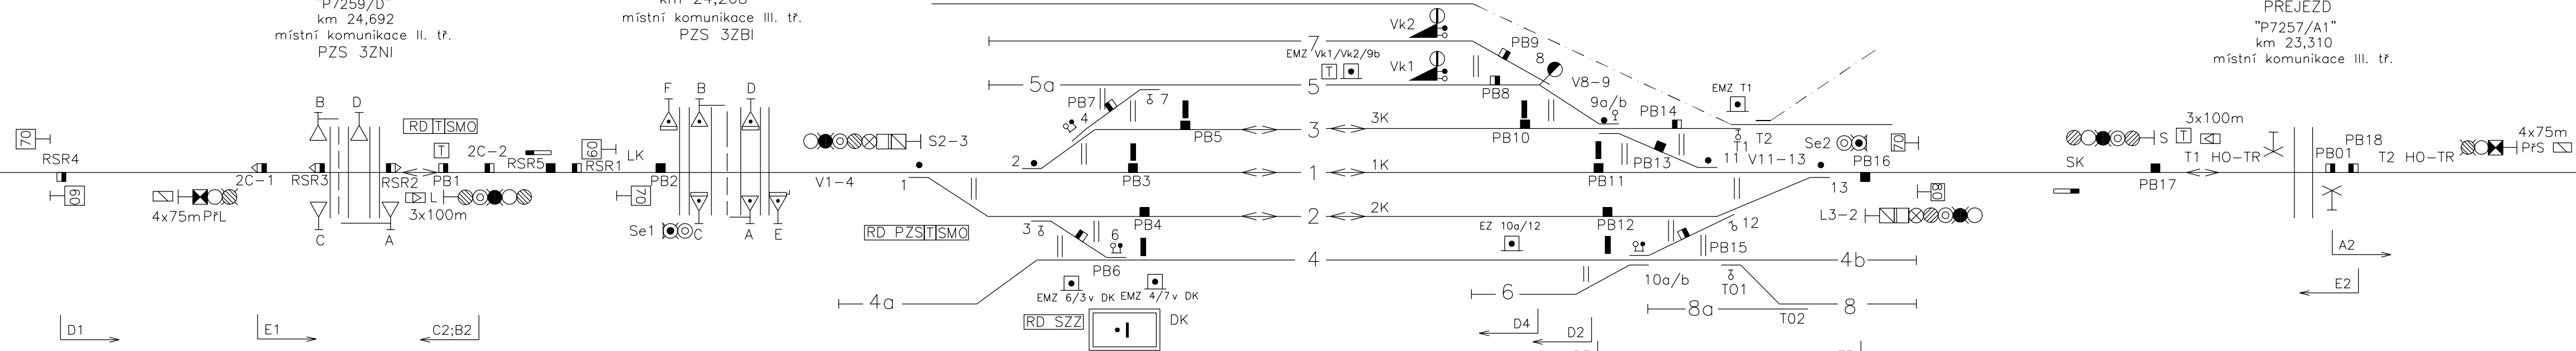 "P7259/D"
km 24,692
místní komunikace II. tř.
PZS 3ZNI
místní komunikace III. tř.
PZS 3ZBI
PŘEJEZD
"P7257/A1"
km 23,310
místní komunikace III. tř.
Vk2
7
PB9
EMZ Vk1/Vk2/9b
T
Vk1
8
V8-9
5a
5
PB8
EMZ T1
B
D
F
B
D
PB7
7
4
9a/b
PB14
3x100m
70
RD T SMO
S2-3
PB5
3
3K
PB10
T1
T2
Se2
70
S
T
PB18
4x75m
PřS
RSR4
T
2C-2
RSR5
60
RSR1
LK
2
PB13
11
V11-13
PB16
SK
T1
HO-TR
PB01
T2
HO-TR
2C-1
RSR3
RSR2
PB1
PB2
V1-4
1
PB3
1
1K
PB11
13
PB17
60
4x75m
PřL
L
3x100m
70
80
PB4
2
2K
PB12
L3-2
C
A
Se1
C
A
E
RD PZS T SMO
3
6
EZ 10a/12
12
PB15
A2
PB6
4
4b
10a/b
EMZ 6/3v DK
EMZ 4/7v DK
4a
6
T01
E2
8a
8
T02
D1
E1
C2;B2
RD SZZ
DK
D4
D2